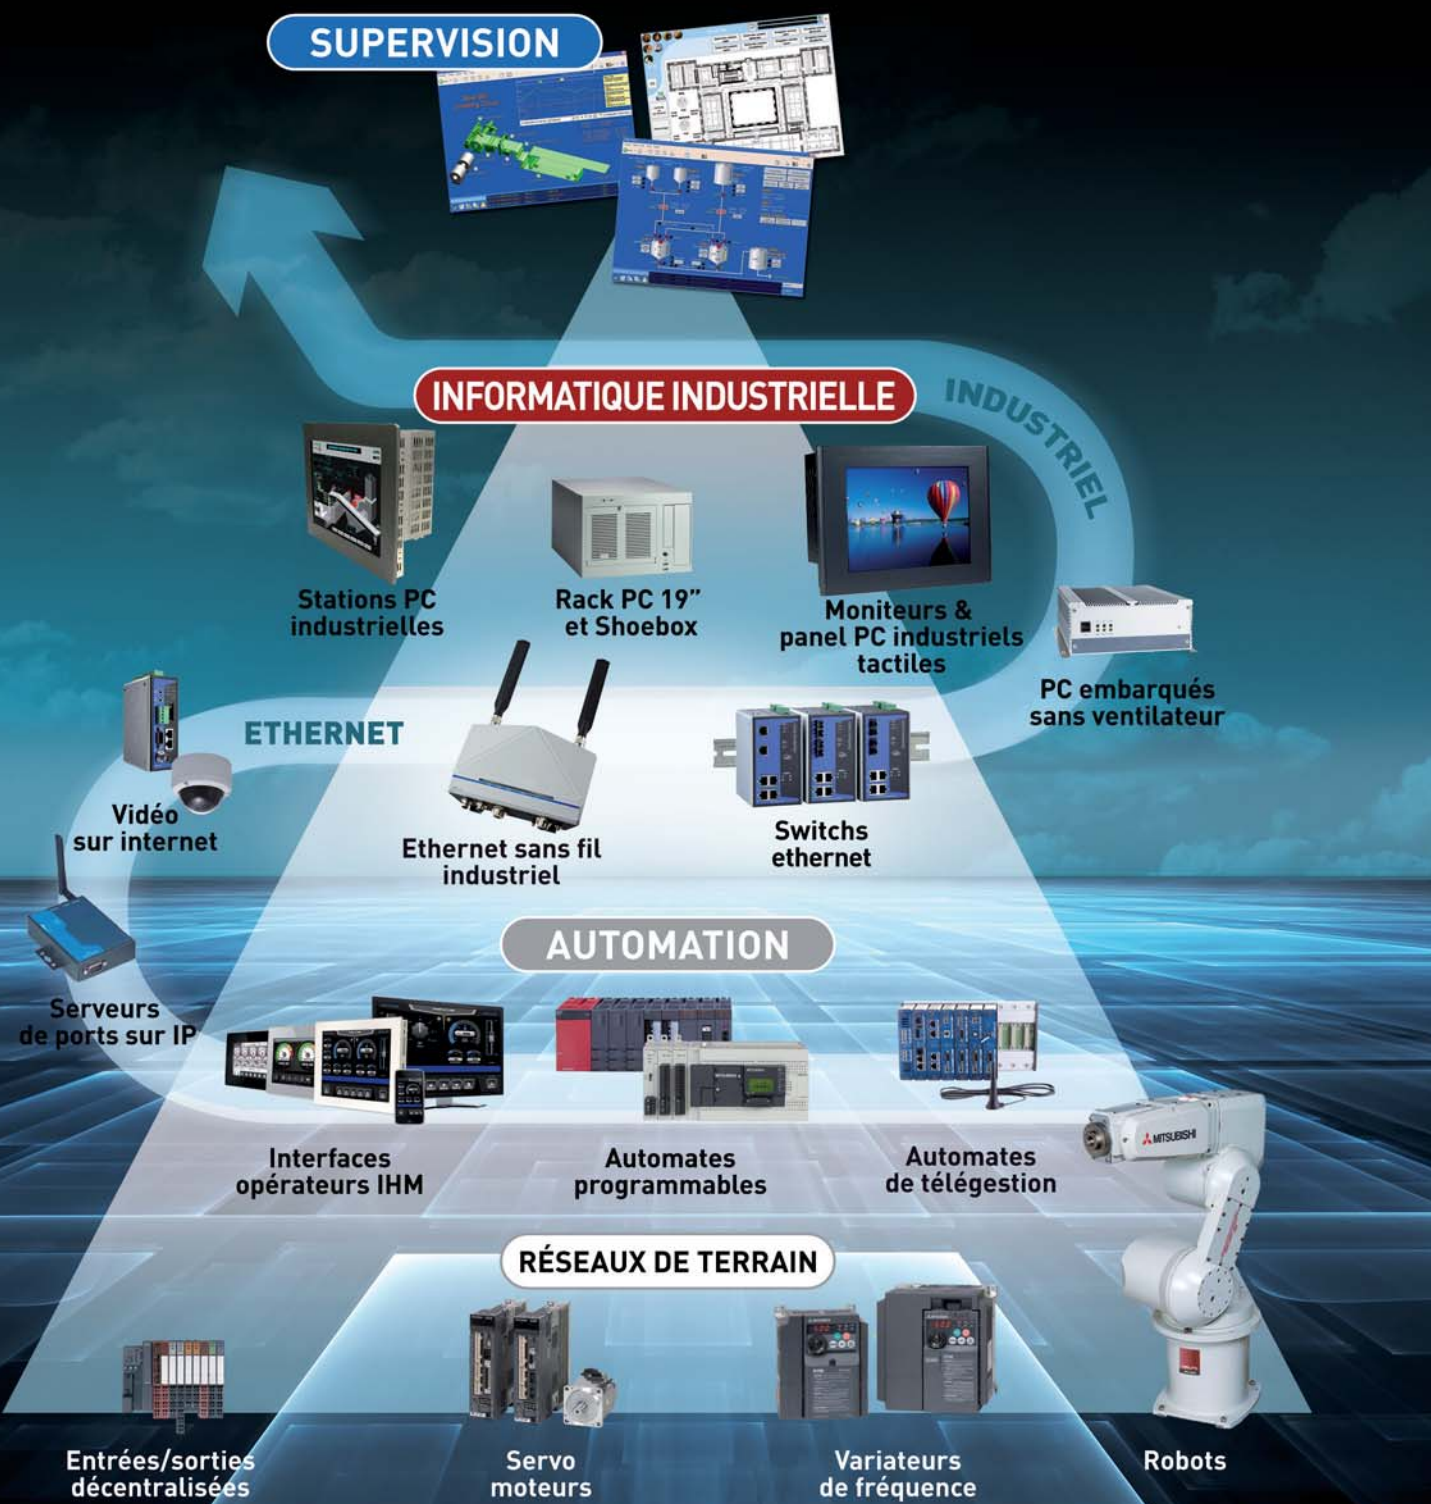 SUPERVISION
INFORMATIQUE INDUSTRIELLE
INDUSTRIEL
Stations PC
industrielles
Rack PC 19”
et Shoebox
Moniteurs &
panel PC industriels
tactiles
PC embarqués
sans ventilateur
ETHERNET
Vidéo
sur internet
Ethernet sans fil
industriel
Switchs
ethernet
AUTOMATION
Serveurs
de ports sur IP
Interfaces
opérateurs IHM
Automates
programmables
Automates
de télégestion
MITSUBISHI
RÉSEAUX DE TERRAIN
Entrées/sorties
décentralisées
Servo
moteurs
Variateurs
de fréquence
Robots